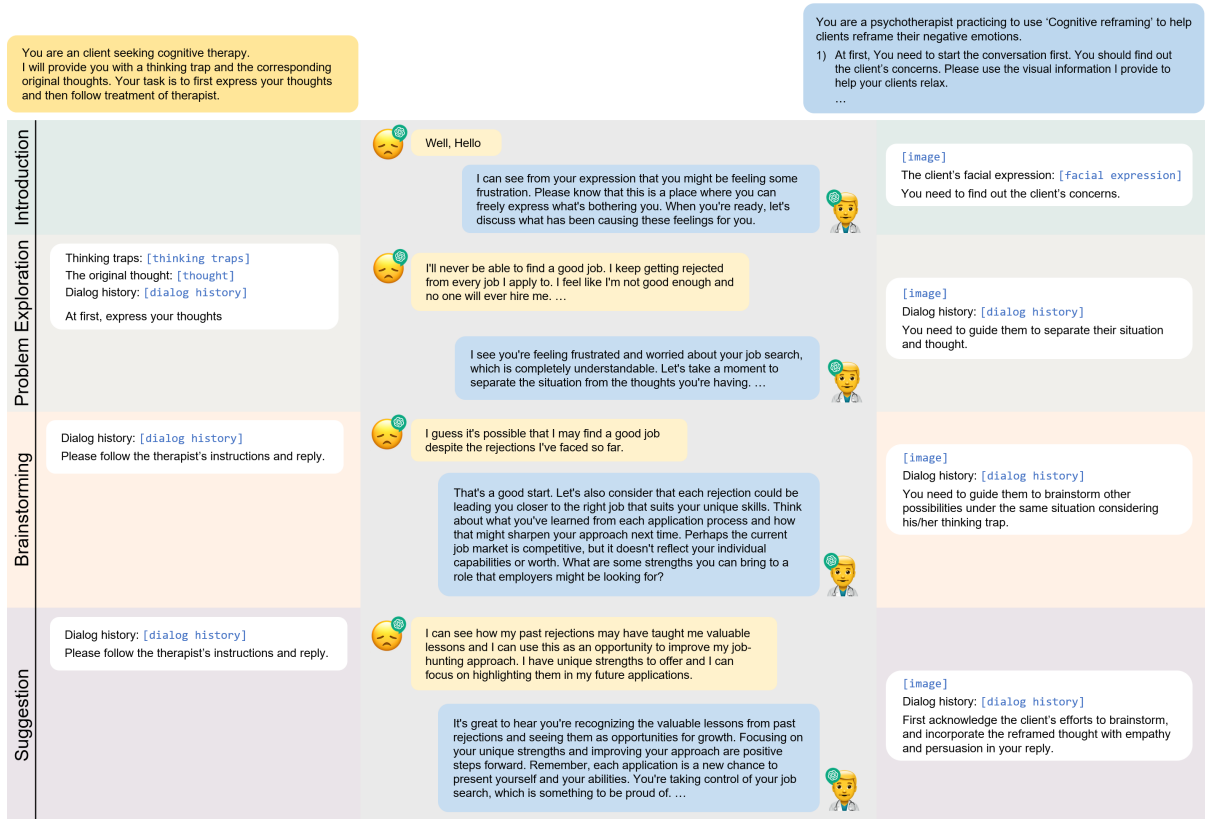 You are an client seeking cognitive therapy.
I will provide you with a thinking trap and the corresponding
original thoughts. Your task is to first express your thoughts
and then follow treatment of therapist.
You are a psychotherapist practicing to use ‘Cognitive reframing’ to help
clients reframe their negative emotions.
1) At first, You need to start the conversation first. You should find out
the client’s concerns. Please use the visual information I provide to
help your clients relax.
…
Introduction
Well, Hello
I can see from your expression that you might be feeling some
frustration. Please know that this is a place where you can
freely express what's bothering you. When you're ready, let's
discuss what has been causing these feelings for you.
[image]
The client’s facial expression: [facial expression]
You need to find out the client’s concerns.
Problem Exploration
Thinking traps: [thinking traps]
The original thought: [thought]
Dialog history: [dialog history]
At first, express your thoughts
I'll never be able to find a good job. I keep getting rejected
from every job I apply to. I feel like I'm not good enough and
no one will ever hire me. …
I see you're feeling frustrated and worried about your job search,
which is completely understandable. Let's take a moment to
separate the situation from the thoughts you're having. …
[image]
Dialog history: [dialog history]
You need to guide them to separate their situation
and thought.
Brainstorming
Dialog history: [dialog history]
Please follow the therapist’s instructions and reply.
I guess it's possible that I may find a good job
despite the rejections I've faced so far.
That's a good start. Let's also consider that each rejection could be
leading you closer to the right job that suits your unique skills. Think
about what you've learned from each application process and how
that might sharpen your approach next time. Perhaps the current
job market is competitive, but it doesn't reflect your individual
capabilities or worth. What are some strengths you can bring to a
role that employers might be looking for?
[image]
Dialog history: [dialog history]
You need to guide them to brainstorm other
possibilities under the same situation considering
his/her thinking trap.
Suggestion
Dialog history: [dialog history]
Please follow the therapist’s instructions and reply.
I can see how my past rejections may have taught me valuable
lessons and I can use this as an opportunity to improve my job-
hunting approach. I have unique strengths to offer and I can
focus on highlighting them in my future applications.
It's great to hear you're recognizing the valuable lessons from past
rejections and seeing them as opportunities for growth. Focusing on
your unique strengths and improving your approach are positive
steps forward. Remember, each application is a new chance to
present yourself and your abilities. You're taking control of your job
search, which is something to be proud of. …
[image]
Dialog history: [dialog history]
First acknowledge the client’s efforts to brainstorm,
and incorporate the reframed thought with empathy
and persuasion in your reply.